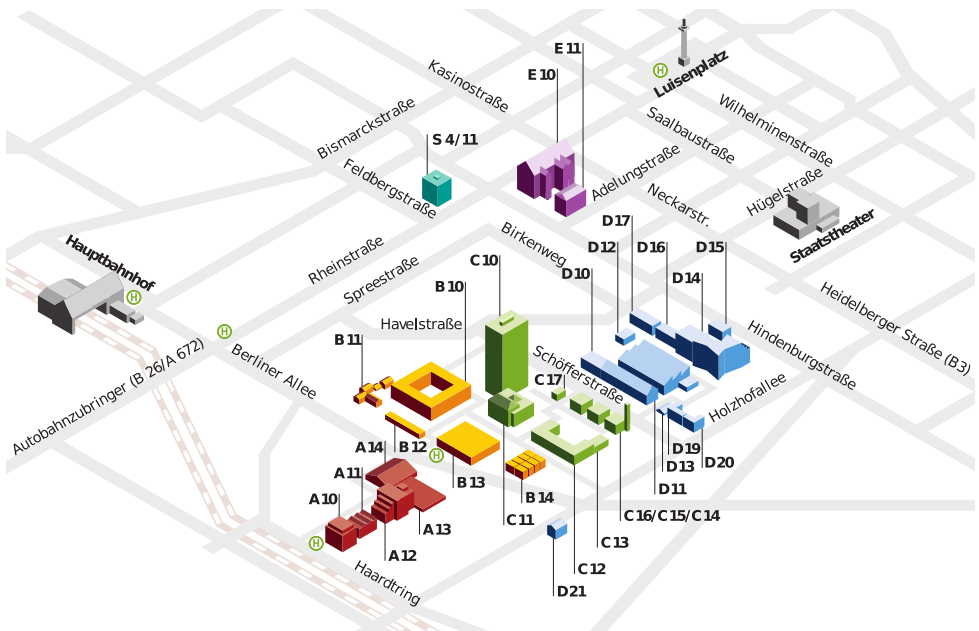 E 11
Kasinostraße
E 10
Luisenplatz
Wilhelminenstraße
Bismarckstraße
Saalbaustraße
S 4/11
Feldbergstraße
Adelungstraße
Neckarstr.
Hügelstraße
Staatstheater
Hauptbahnhof
Rheinstraße
Spreestraße
Birkenweg
D 17
D 12
D 16
D 15
C 10
D 10
D 14
B 10
Heidelberger Straße (B3)
Havelstraße
Hindenburgstraße
Autobahnzubringer (B 26/A 672)
H
H
H
H
H
Berliner Allee
B 11
Schöfferstraße
C 17
Holzhofallee
A 14
B 12
A 11
D 19
D 13
D 20
A 10
B 13
B 14
D 11
C 11
C 16/C 15/C 14
A 13
A 12
C 13
C 12
D 21
Haardtring